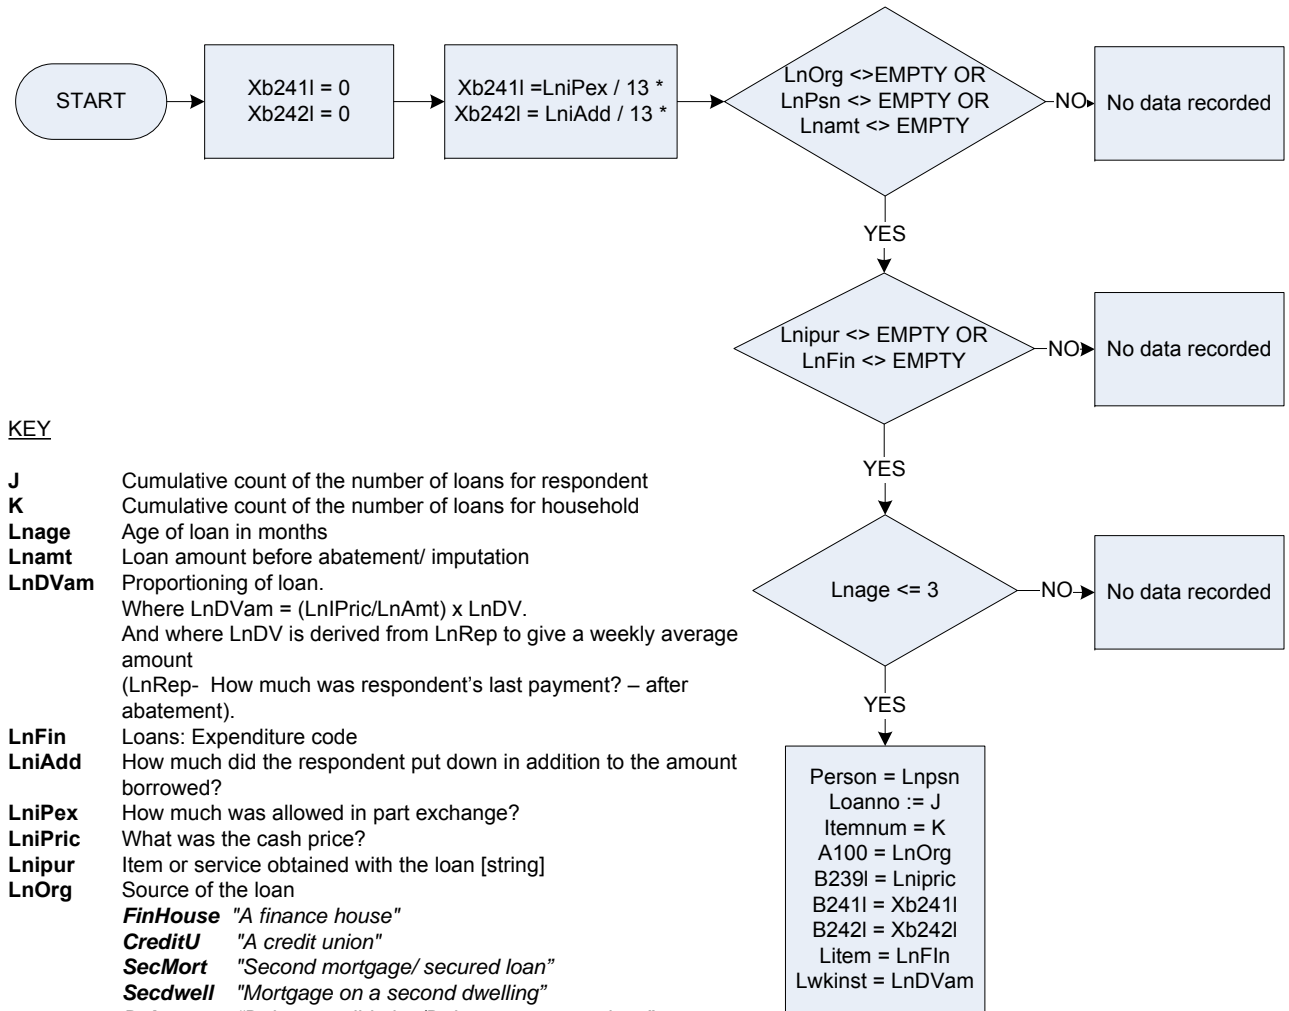 START
Xb241l = 0
Xb242l = 0
Xb241l =LniPex / 13 *
Xb242l = LniAdd / 13 *
LnOrg <>EMPTY OR
LnPsn <> EMPTY OR
Lnamt <> EMPTY
NO
No data recorded
YES
Lnipur <> EMPTY OR
LnFin <> EMPTY
NO
No data recorded
YES
Lnage <= 3
NO
No data recorded
YES
Person = Lnpsn
Loanno := J
Itemnum = K
A100 = LnOrg
B239l = Lnipric
B241l = Xb241l
B242l = Xb242l
Litem = LnFIn
Lwkinst = LnDVam
KEY
J Cumulative count of the number of loans for respondent
K Cumulative count of the number of loans for household
Lnage Age of loan in months
Lnamt Loan amount before abatement/ imputation
LnDVam Proportioning of loan.
Where LnDVam = (LnIPric/LnAmt) x LnDV.
And where LnDV is derived from LnRep to give a weekly average
amount
(LnRep- How much was respondent's last payment? – after
abatement).
LnFin Loans: Expenditure code
LniAdd How much did the respondent put down in addition to the amount
borrowed?
LniPex How much was allowed in part exchange?
LniPric What was the cash price?
Lnipur Item or service obtained with the loan [string]
LnOrg Source of the loan
FinHouse "A finance house"
CreditU "A credit union"
SecMort "Second mortgage/ secured loan”
Secdwell "Mortgage on a second dwelling”